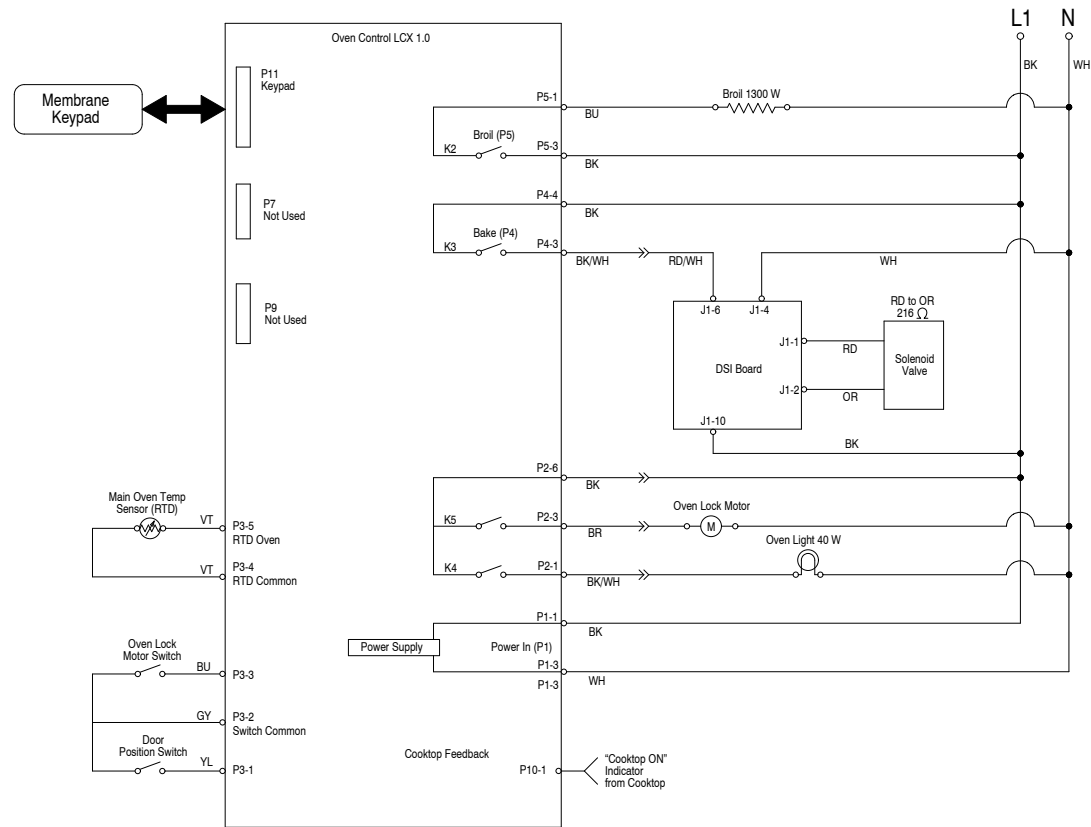 L1 N
Oven Control LCX 1.0
BK WH
P11
Keypad
Membrane
Keypad
P5-1
BU
Broil 1300 W
Broil (P5)
K2
P5-3
BK
P7
Not Used
P4-4
BK
Bake (P4)
K3
P4-3
BK/WH
RD/WH
WH
P9
Not Used
J1-6
J1-4
RD to OR
216 Ω
J1-1
RD
Solenoid
Valve
DSI Board
J1-2
OR
J1-10
BK
P2-6
BK
Main Oven Temp
Sensor (RTD)
VT
P3-5
RTD Oven
K5
P2-3
BR
Oven Lock Motor
M
Oven Light 40 W
VT
P3-4
RTD Common
K4
P2-1
BK/WH
P1-1
BK
Power Supply
Power In (P1)
P1-3
WH
P1-3
Oven Lock
Motor Switch
BU
P3-3
GY
P3-2
Switch Common
Door
Position Switch
YL
P3-1
Cooktop Feedback
P10-1
“Cooktop ON”
Indicator
from Cooktop